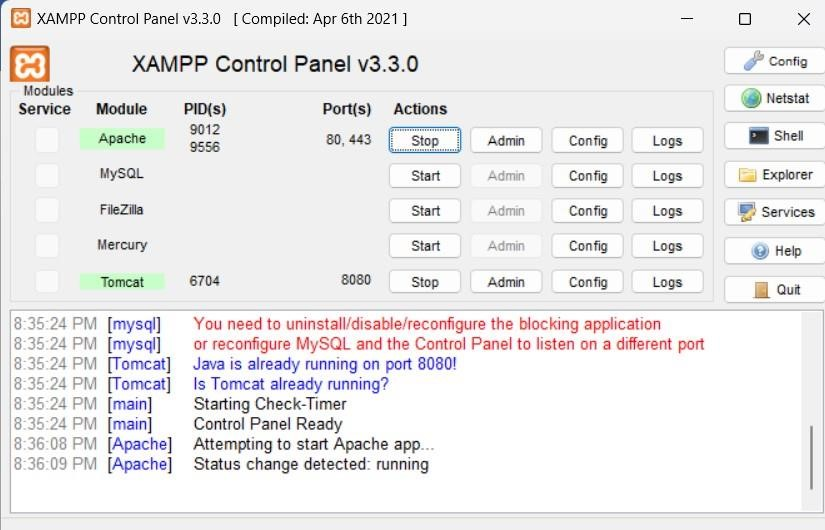 XAMPP Control Panel v3.3.0 [ Compiled: Apr 6th 2021 ]
XAMPP Control Panel v3.3.0
Config
Modules
Service Module PID(s) Port(s) Actions
Netstat
Apache 9012 9556 80, 443 Stop Admin Config Logs
Shell
MySQL Start Admin Config Logs
Explorer
FileZilla Start Admin Config Logs
Services
Mercury Start Admin Config Logs
Help
Tomcat 6704 8080 Stop Admin Config Logs
Quit
8:35:24 PM [mysql] You need to uninstall/disable/reconfigure the blocking application
8:35:24 PM [mysql] or reconfigure MySQL and the Control Panel to listen on a different port
8:35:24 PM [Tomcat] Java is already running on port 8080!
8:35:24 PM [Tomcat] Is Tomcat already running?
8:35:24 PM [main] Starting Check-Timer
8:35:24 PM [main] Control Panel Ready
8:36:08 PM [Apache] Attempting to start Apache app...
8:36:09 PM [Apache] Status change detected: running